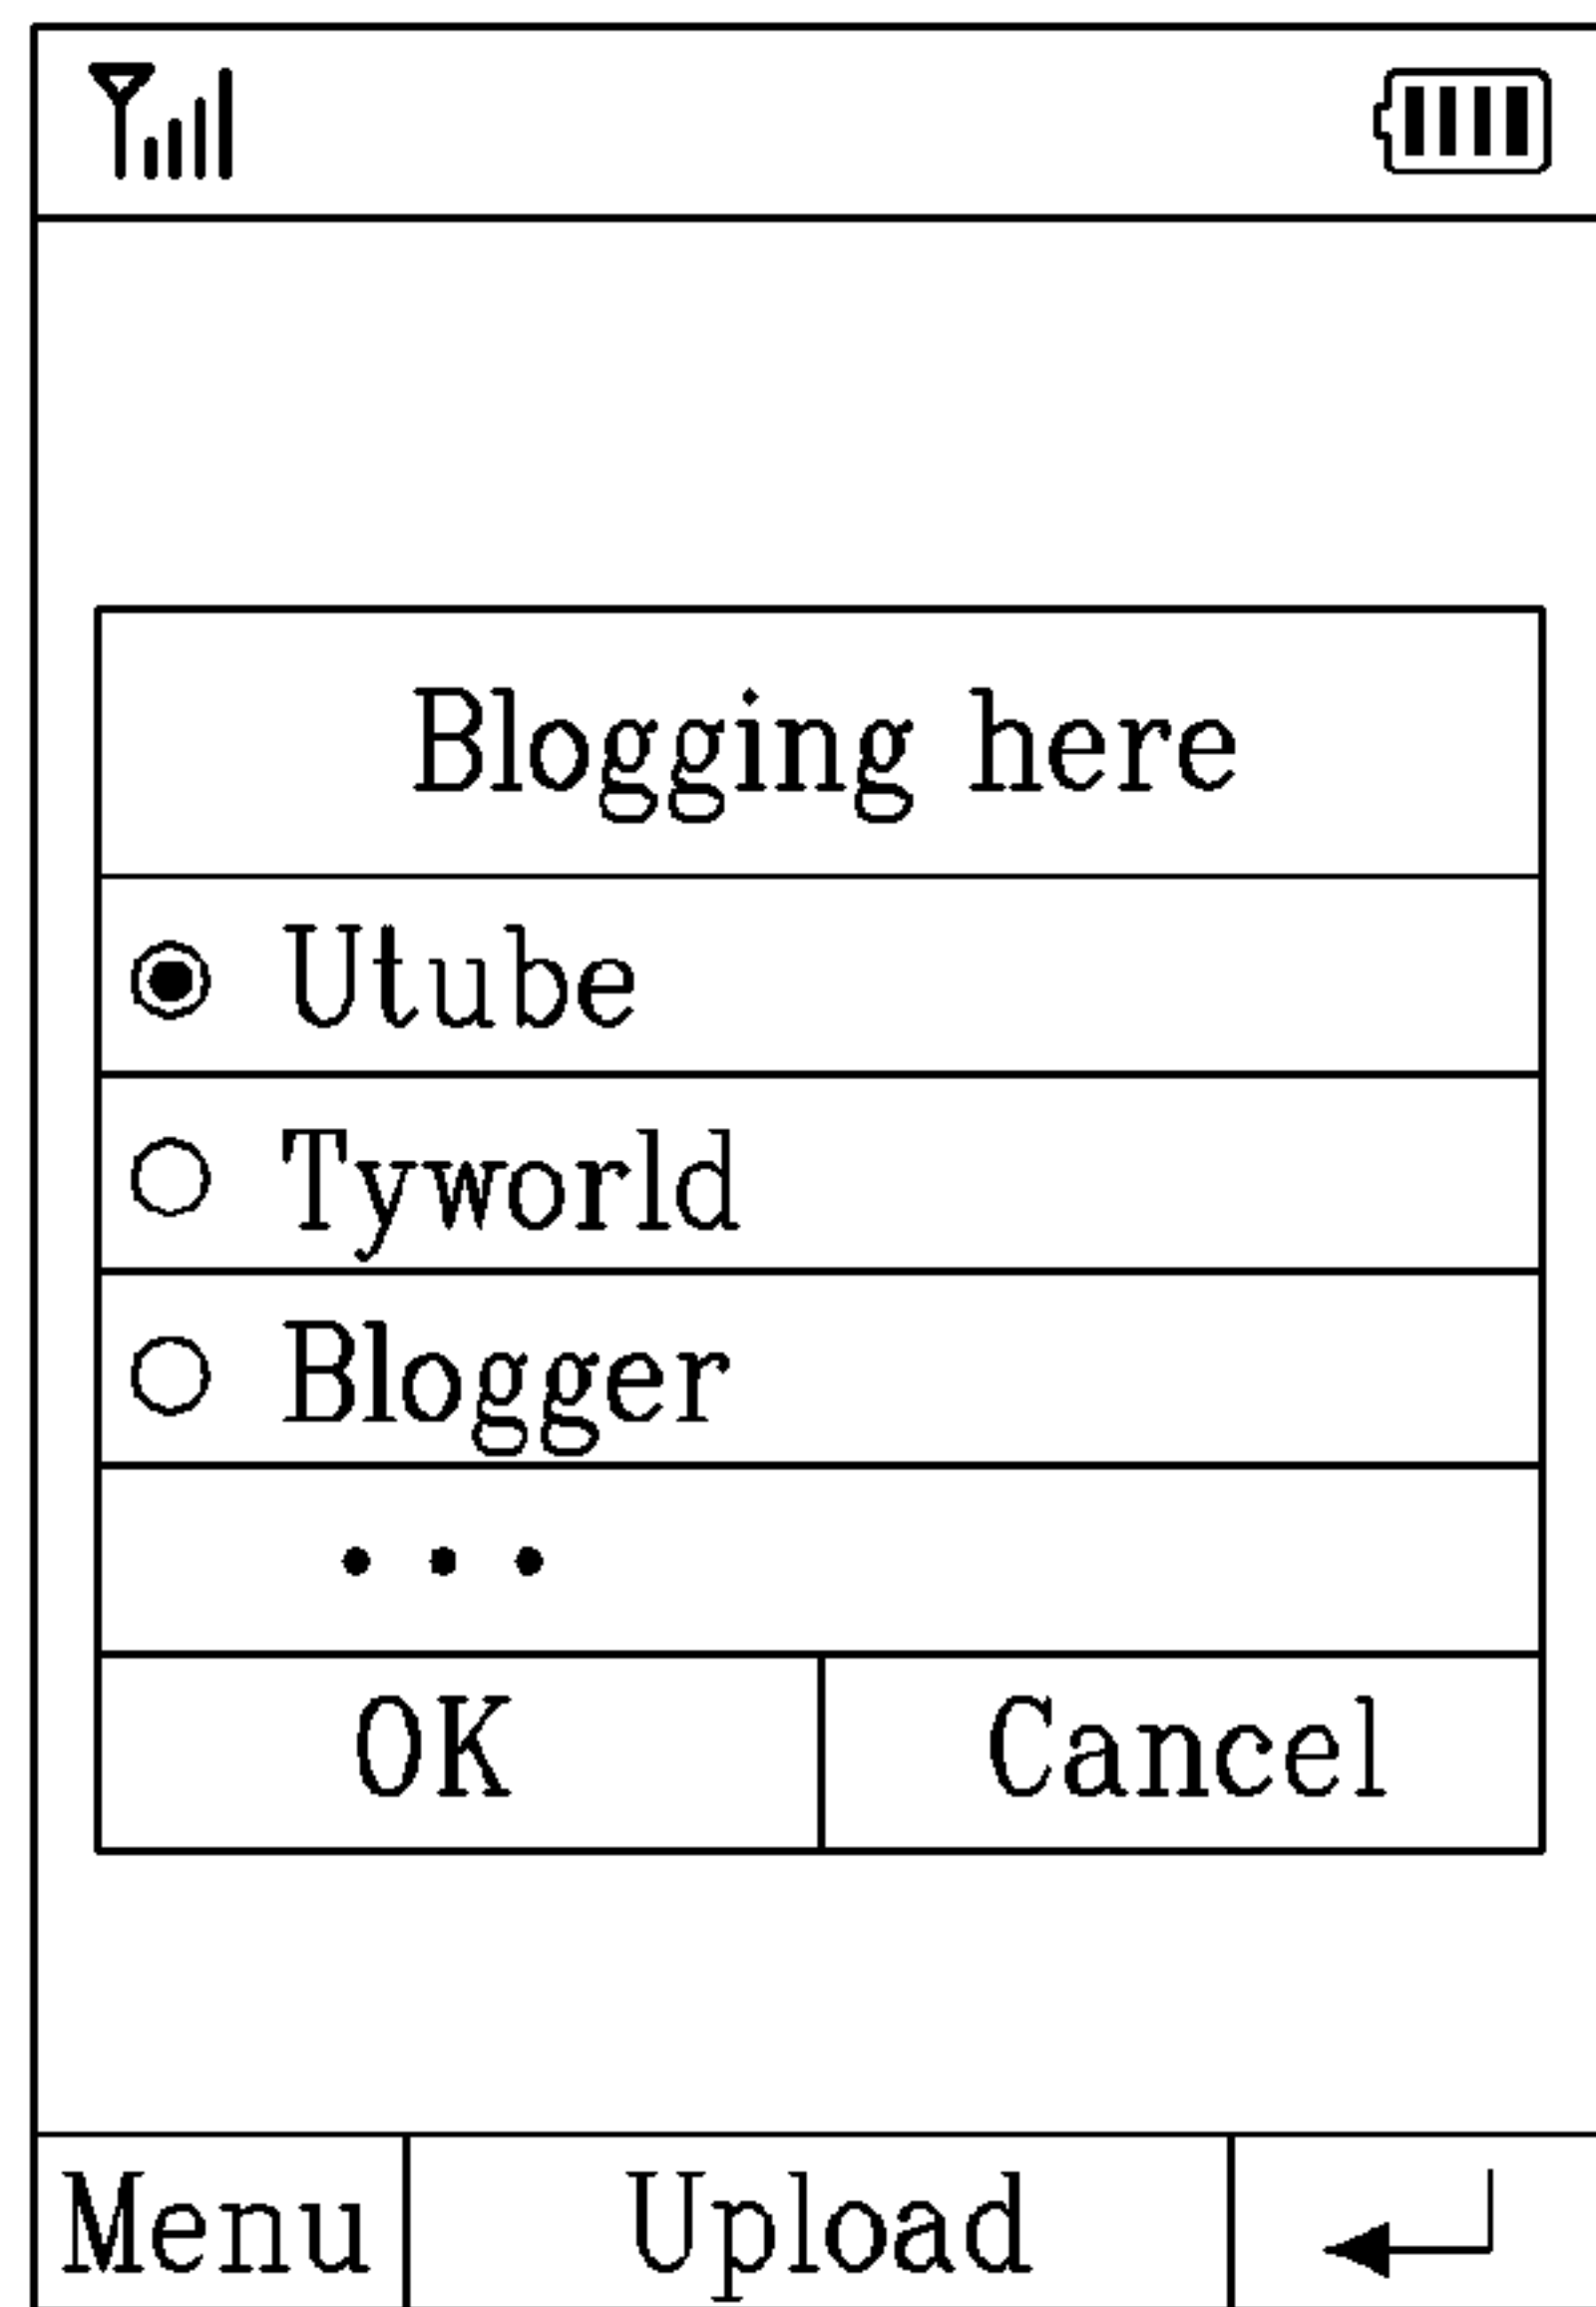 Blogging here
Utube
Tyworld
Blogger
• • •
OK Cancel
Menu Upload